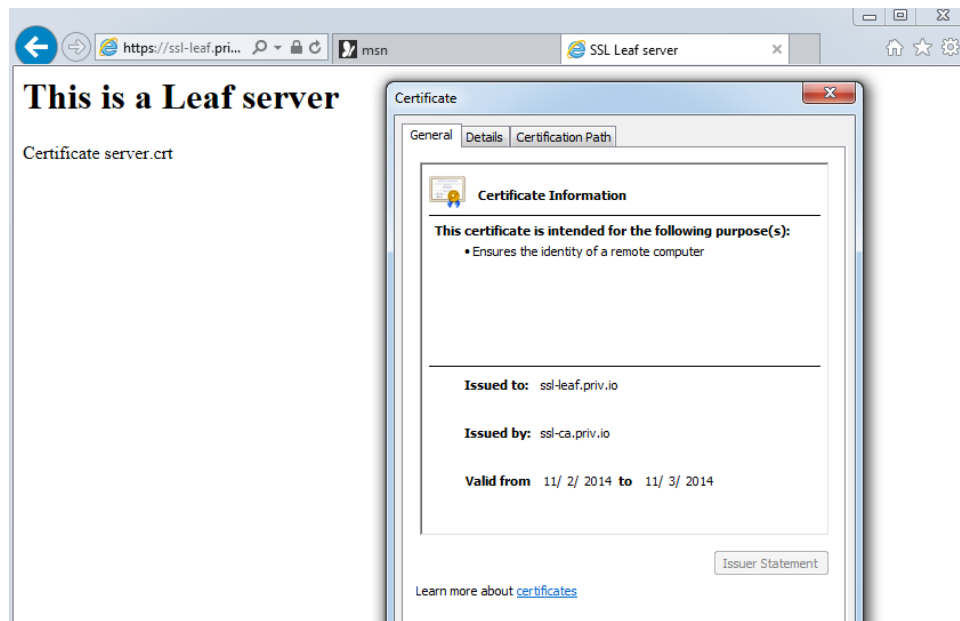 https://ssl-leaf.pri...
msn
SSL Leaf server
This is a Leaf server
Certificate server.crt
Certificate
General Details Certification Path
Certificate Information
This certificate is intended for the following purpose(s):
• Ensures the identity of a remote computer
Issued to: ssl-leaf.priv.io
Issued by: ssl-ca.priv.io
Valid from 11/ 2/ 2014 to 11/ 3/ 2014
Issuer Statement
Learn more about certificates